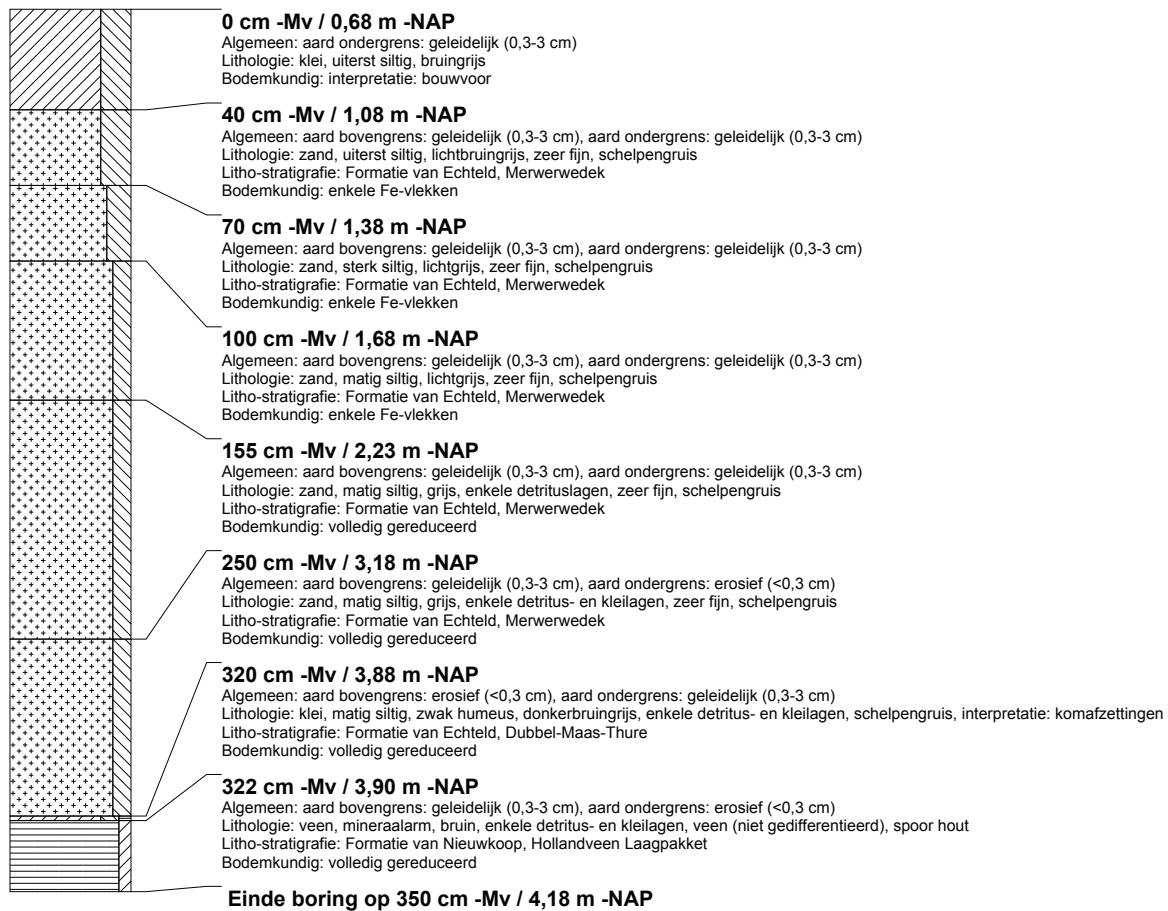 0 cm -Mv / 0,68 m -NAP
Algemeen: aard ondergrens: geleidelijk (0,3-3 cm)
Lithologie: klei, uiterst siltig, bruingrijs
Bodemkundig: interpretatie: bouwvoor
40 cm -Mv / 1,08 m -NAP
Algemeen: aard bovengrens: geleidelijk (0,3-3 cm), aard ondergrens: geleidelijk (0,3-3 cm)
Lithologie: zand, uiterst siltig, lichtbruingrijs, zeer fijn, schelpengruis
Litho-stratigrafie: Formatie van Echteld, Merwerwedek
Bodemkundig: enkele Fe-vlekken
70 cm -Mv / 1,38 m -NAP
Algemeen: aard bovengrens: geleidelijk (0,3-3 cm), aard ondergrens: geleidelijk (0,3-3 cm)
Lithologie: zand, sterk siltig, lichtgrijs, zeer fijn, schelpengruis
Litho-stratigrafie: Formatie van Echteld, Merwerwedek
Bodemkundig: enkele Fe-vlekken
100 cm -Mv / 1,68 m -NAP
Algemeen: aard bovengrens: geleidelijk (0,3-3 cm), aard ondergrens: geleidelijk (0,3-3 cm)
Lithologie: zand, matig siltig, lichtgrijs, zeer fijn, schelpengruis
Litho-stratigrafie: Formatie van Echteld, Merwerwedek
Bodemkundig: enkele Fe-vlekken
155 cm -Mv / 2,23 m -NAP
Algemeen: aard bovengrens: geleidelijk (0,3-3 cm), aard ondergrens: geleidelijk (0,3-3 cm)
Lithologie: zand, matig siltig, grijs, enkele detrituslagen, zeer fijn, schelpengruis
Litho-stratigrafie: Formatie van Echteld, Merwerwedek
Bodemkundig: volledig gereduceerd
250 cm -Mv / 3,18 m -NAP
Algemeen: aard bovengrens: geleidelijk (0,3-3 cm), aard ondergrens: erosief (<0,3 cm)
Lithologie: zand, matig siltig, grijs, enkele detritus- en kleilagen, zeer fijn, schelpengruis
Litho-stratigrafie: Formatie van Echteld, Merwerwedek
Bodemkundig: volledig gereduceerd
320 cm -Mv / 3,88 m -NAP
Algemeen: aard bovengrens: erosief (<0,3 cm), aard ondergrens: geleidelijk (0,3-3 cm)
Lithologie: klei, matig siltig, zwak humeus, donkerbruingrijs, enkele detritus- en kleilagen, schelpengruis, interpretatie: komafzettingen
Litho-stratigrafie: Formatie van Echteld, Dubbel-Maas-Thure
Bodemkundig: volledig gereduceerd
322 cm -Mv / 3,90 m -NAP
Algemeen: aard bovengrens: geleidelijk (0,3-3 cm), aard ondergrens: erosief (<0,3 cm)
Lithologie: veen, mineraalarm, bruin, enkele detritus- en kleilagen, veen (niet gedifferentieerd), spoor hout
Litho-stratigrafie: Formatie van Nieuwkoop, Hollandveen Laagpakket
Bodemkundig: volledig gereduceerd
Einde boring op 350 cm -Mv / 4,18 m -NAP